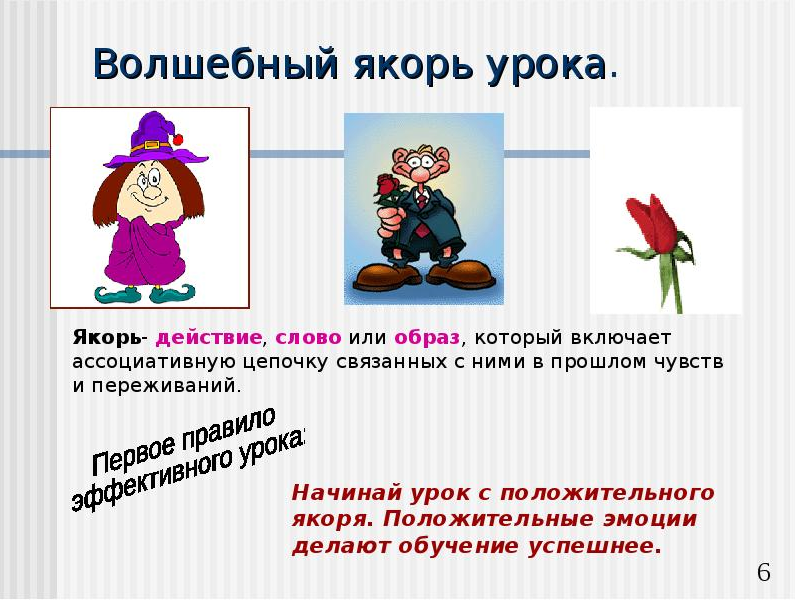 Волшебный якорь урока.
Якорь- действие, слово или образ, который включает
ассоциативную цепочку связанных с ними в прошлом чувств
и переживаний.
Первое правило
эффективного урока:
Начинай урок с положительного
якоря. Положительные эмоции
делают обучение успешнее.
6